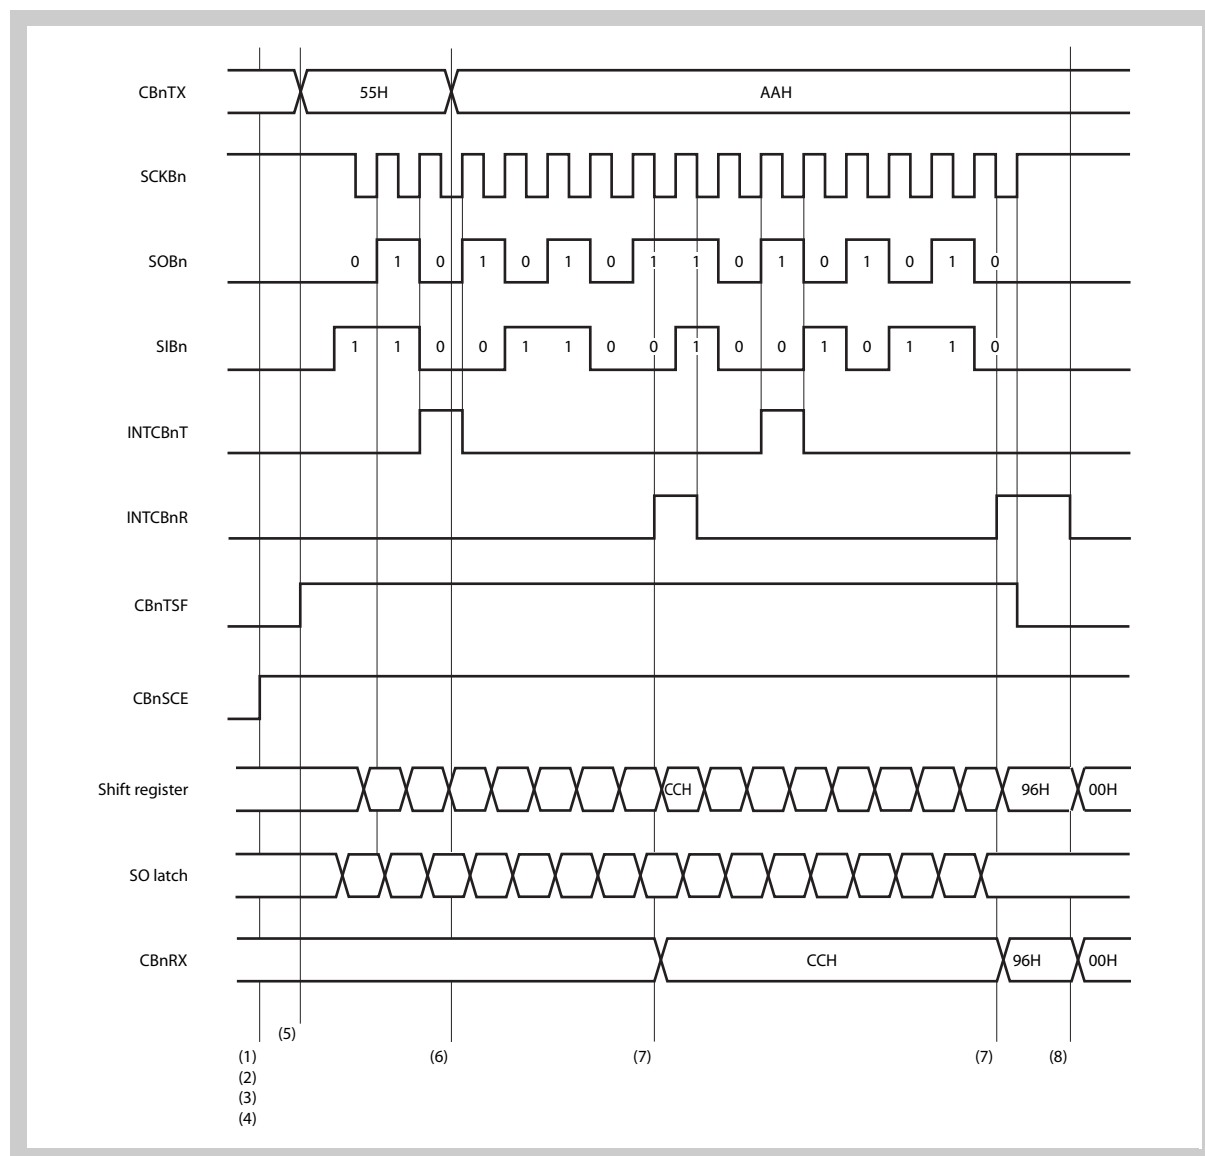 CBnTX 55H AAH
SCKBn
SOBn 0 1 0 1 0 1 0 1 1 0 1 0 1 0 1 0
SIBn 1 1 0 0 1 1 0 0 1 0 0 1 0 1 1 0
INTCBnT
INTCBnR
CBnTSF
CBnSCE
Shift register CCH 96H 00H
SO latch
CBnRX CCH 96H 00H
(5)
(1) (6) (7) (7) (8)
(2)
(3)
(4)